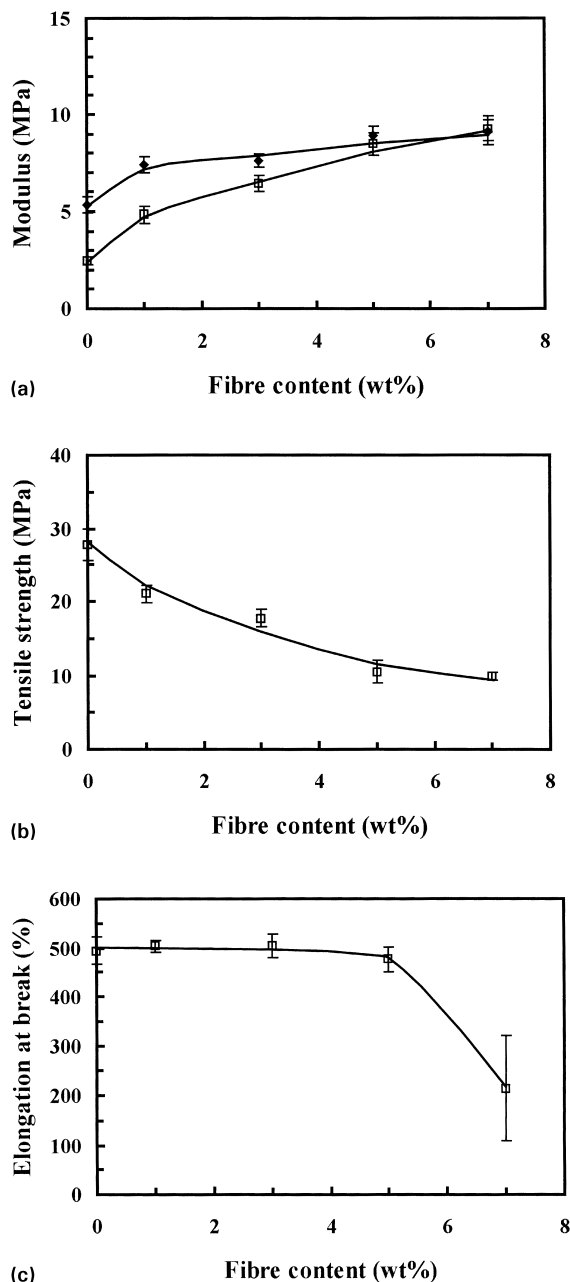 15
10
5
0
Modulus (MPa)
0 2 4 6 8
Fibre content (wt%)
(a)
40
30
20
10
0
Tensile strength (MPa)
0 2 4 6 8
Fibre content (wt%)
(b)
600
500
400
300
200
100
0
Elongation at break (%)
0 2 4 6 8
Fibre content (wt%)
(c)